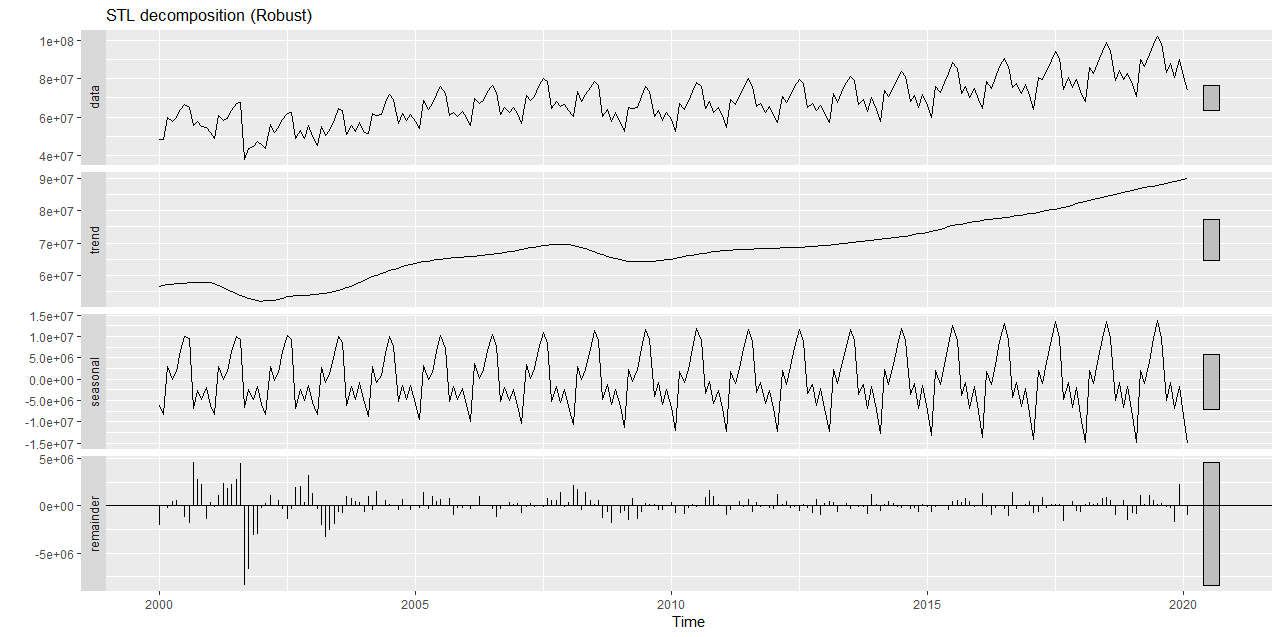 STL decomposition (Robust)
1e+08
8e+07
6e+07
4e+07
data
9e+07
8e+07
7e+07
6e+07
trend
1.5e+07
1.0e+07
5.0e+06
0.0e+00
-5.0e+06
-1.0e+07
-1.5e+07
seasonal
5e+06
0e+00
-5e+06
remainder
2000 2005 2010 2015 2020
Time